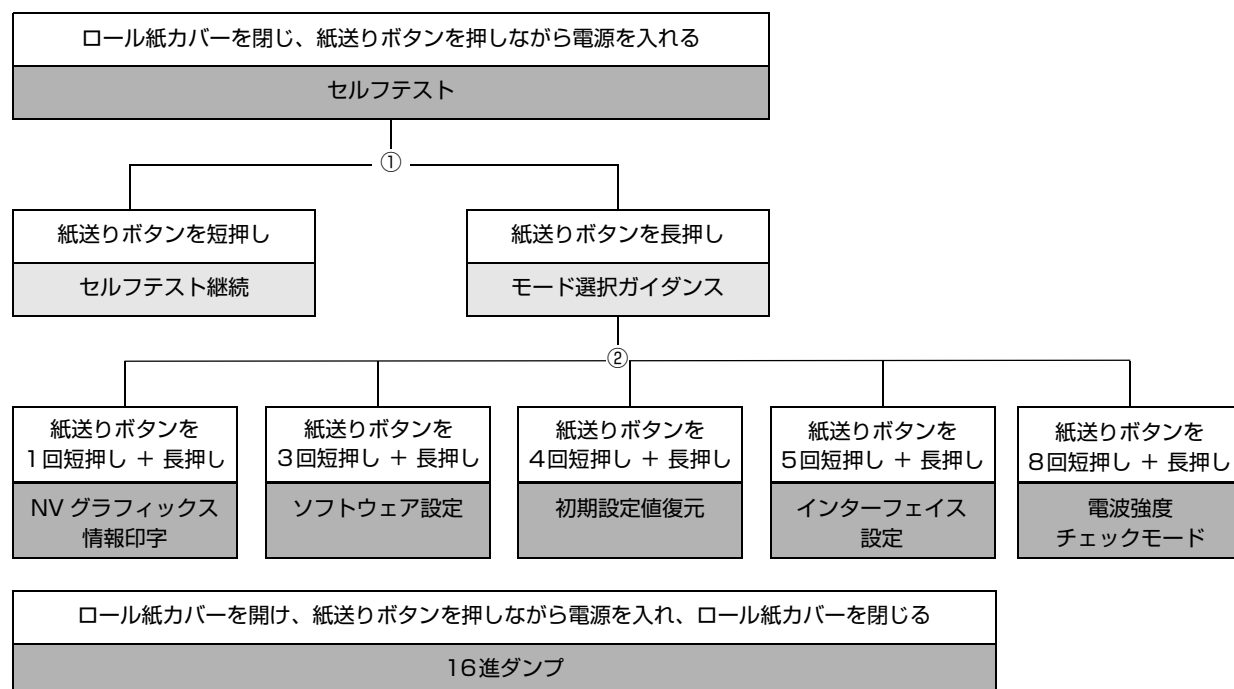 ロール紙カバーを閉じ、紙送りボタンを押しながら電源を入れる
セルフテスト
①
紙送りボタンを短押し
セルフテスト継続
紙送りボタンを長押し
モード選択ガイダンス
②
紙送りボタンを
1回短押し + 長押し
NV グラフィックス
情報印字
紙送りボタンを
3回短押し + 長押し
ソフトウェア設定
紙送りボタンを
4回短押し + 長押し
初期設定値復元
紙送りボタンを
5回短押し + 長押し
インターフェイス
設定
紙送りボタンを
8回短押し + 長押し
電波強度
チェックモード
ロール紙カバーを開け、紙送りボタンを押しながら電源を入れ、ロール紙カバーを閉じる
16進ダンプ